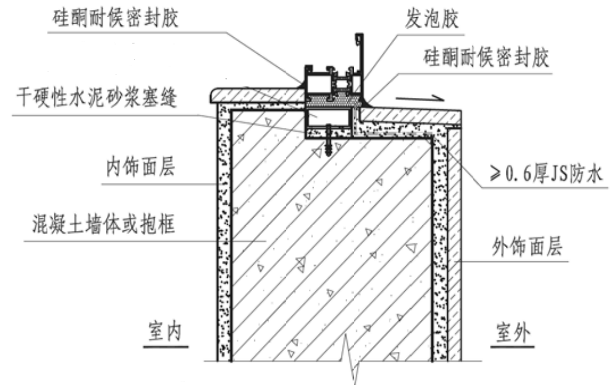 硅酮耐候密封胶
发泡胶
硅酮耐候密封胶
干硬性水泥砂浆塞缝
内饰面层
≥0.6厚JS防水
混凝土墙体或抱框
外饰面层
室内
室外